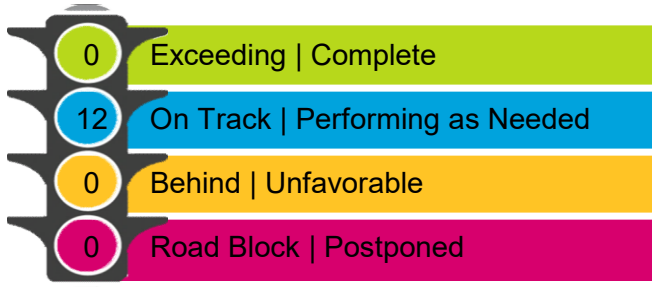 0 Exceeding | Complete
12 On Track | Performing as Needed
0 Behind | Unfavorable
0 Road Block | Postponed